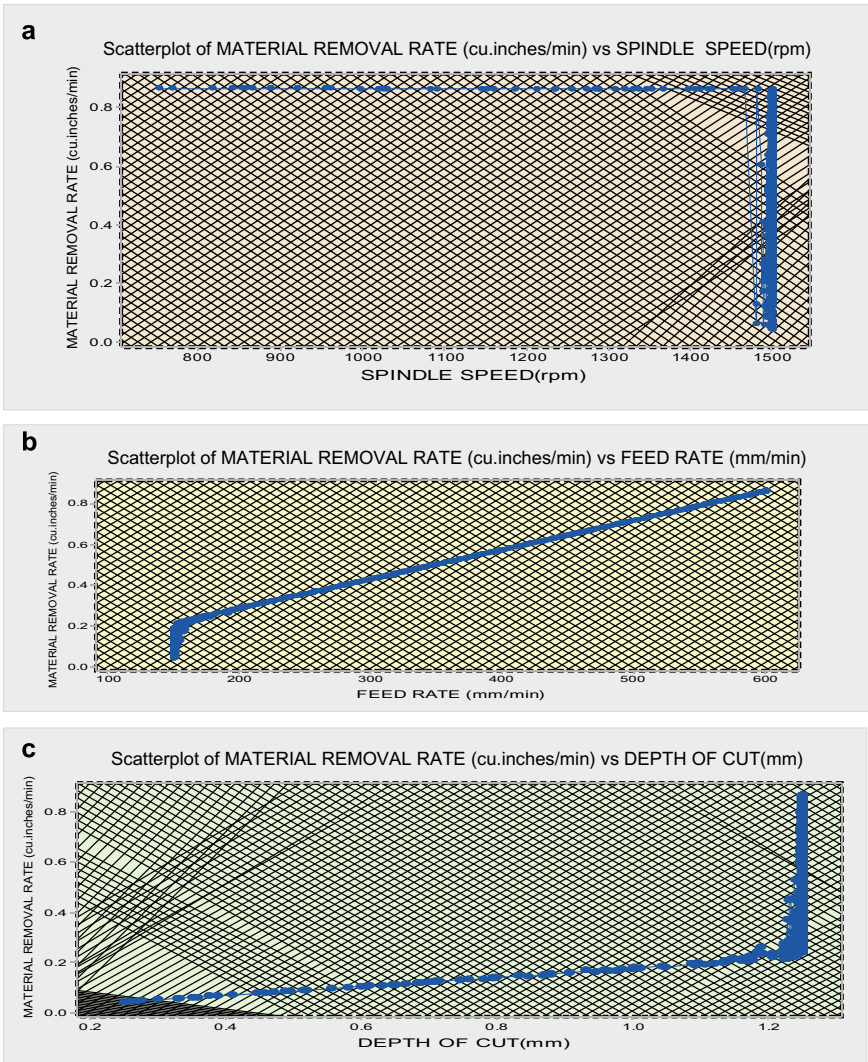 a
Scatterplot of MATERIAL REMOVAL RATE (cu.inches/min) vs SPINDLE SPEED(rpm)
MATERIAL REMOVAL RATE (cu.inches/min)
0.8
0.6
0.4
0.2
0.0
800 900 1000 1100 1200 1300 1400 1500
SPINDLE SPEED(rpm)
b
Scatterplot of MATERIAL REMOVAL RATE (cu.inches/min) vs FEED RATE (mm/min)
MATERIAL REMOVAL RATE (cu.inches/min)
0.8
0.6
0.4
0.2
0.0
100 200 300 400 500 600
FEED RATE (mm/min)
c
Scatterplot of MATERIAL REMOVAL RATE (cu.inches/min) vs DEPTH OF CUT(mm)
MATERIAL REMOVAL RATE (cu.inches/min)
0.8
0.6
0.4
0.2
0.0
0.2 0.4 0.6 0.8 1.0 1.2
DEPTH OF CUT(mm)